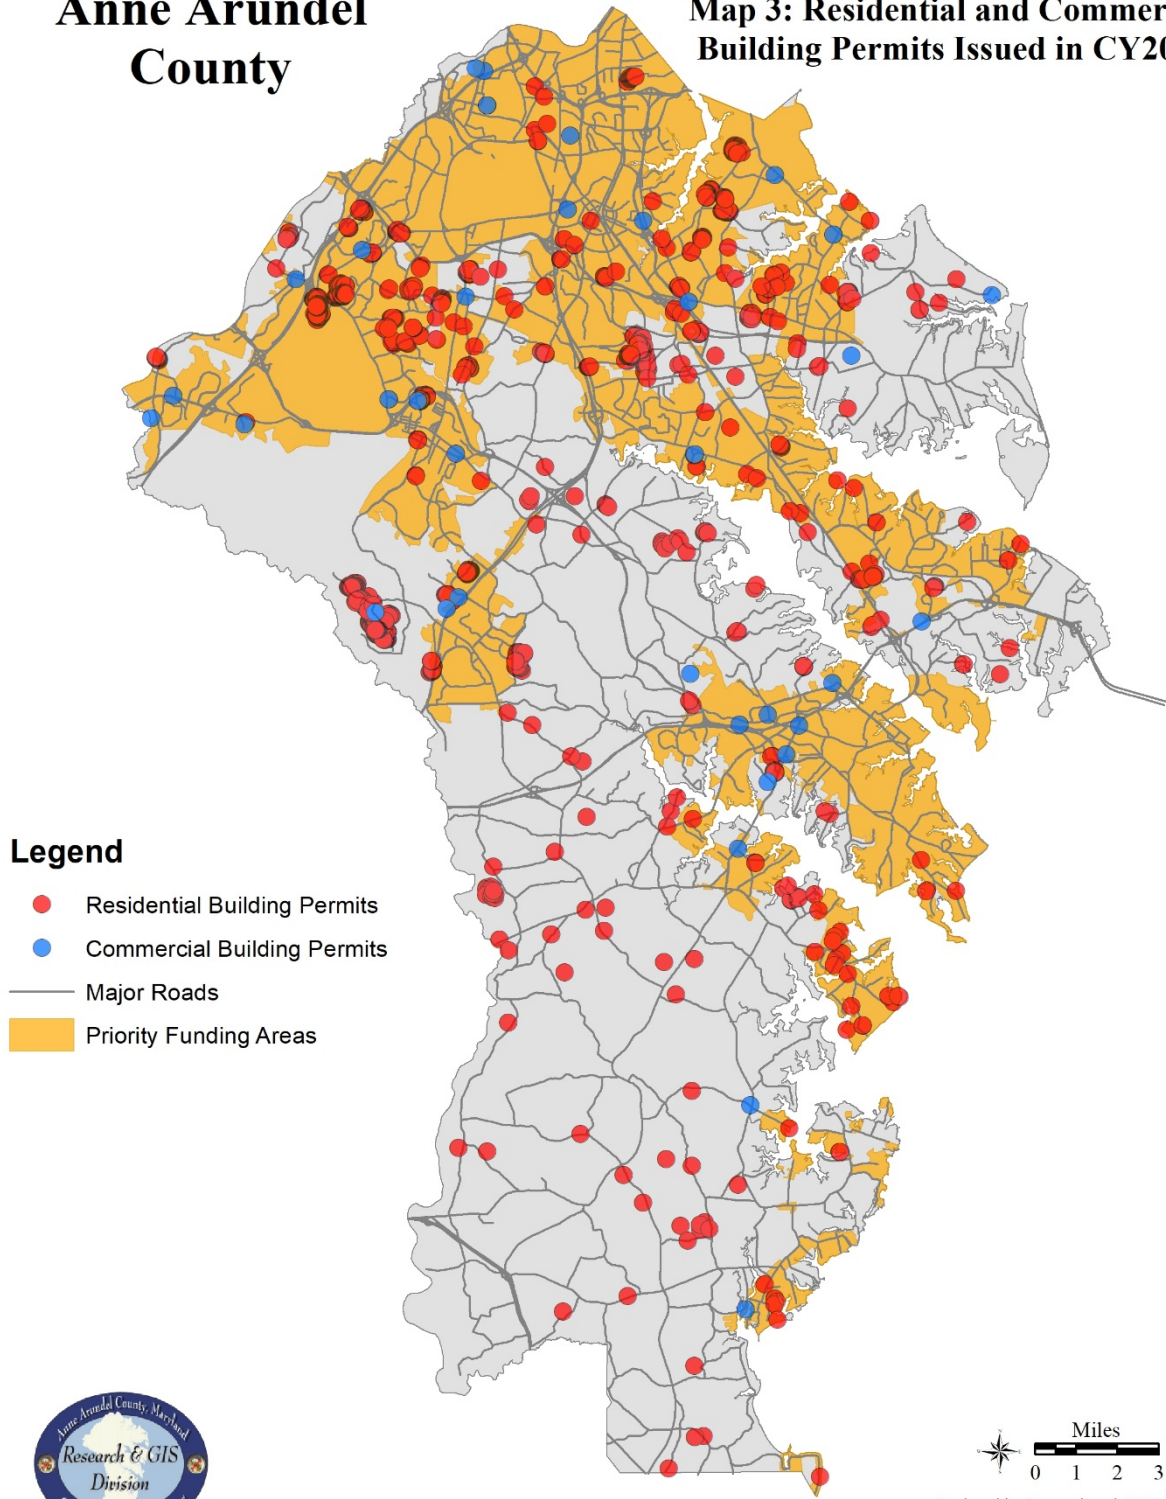 Anne Arundel
County
Map 3: Residential and Commer
Building Permits Issued in CY20
Legend
Residential Building Permits
Commercial Building Permits
Major Roads
Priority Funding Areas
Anne Arundel County, Maryland
Research & GIS
Division
Miles
0 1 2 3